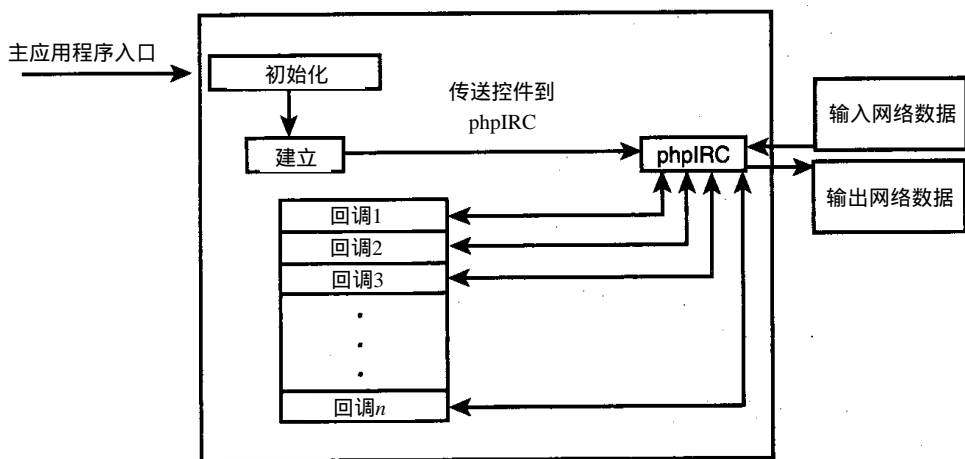 主应用程序入口
初始化
传送控件到
phpIRC
建立
phpIRC
输入网络数据
输出网络数据
回调1
回调2
回调3
回调n